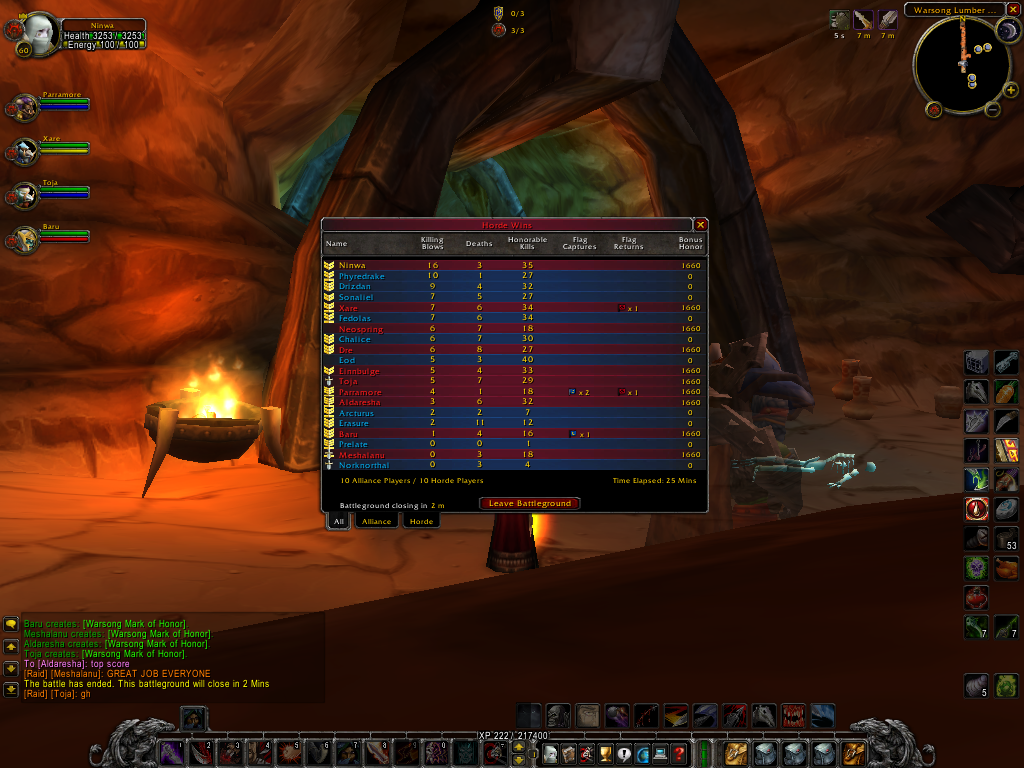 Ninwa
Health 3253 / 3253
Energy 100 / 100
60
0/3
3/3
5 s 7 m 7 m
Warsong Lumber ...
N
Parramore
Xare
Toja
Baru
Horde Wins
Name Killing Blows Deaths Honorable Kills Flag Captures Flag Returns Bonus Honor
Ninwa 16 3 35 1660
Phyredrake 10 1 27 0
Drizdan 9 4 32 0
Sonaliel 7 5 27 0
Xare 7 6 34 x 1 1660
Fedolas 7 6 34 0
Neospring 6 7 18 1660
Chalice 6 7 30 0
Dre 6 8 27 1660
Eod 5 3 40 0
Einnbulge 5 4 33 1660
Toja 5 7 29 1660
Parramore 4 1 18 x 2 x 1 1660
Aldaresha 3 6 32 1660
Arcturus 2 2 7 0
Erasure 2 11 12 0
Baru 1 4 16 x 1 1660
Prelate 0 0 1 0
Meshalanu 0 3 18 1660
Norknorthal 0 3 4 0
10 Alliance Players / 10 Horde Players Time Elapsed: 25 Mins
Battleground closing in 2 m Leave Battleground
All Alliance Horde
53
7 7
5
Baru creates: [Warsong Mark of Honor].
Meshalanu creates: [Warsong Mark of Honor].
Aldaresha creates: [Warsong Mark of Honor].
Toja creates: [Warsong Mark of Honor].
To [Aldaresha]: top score
[Raid] [Meshalanu]: GREAT JOB EVERYONE
The battle has ended. This battleground will close in 2 Mins
[Raid] [Toja]: gh
XP 222 / 217400
2 3 4 5 6 7 8 9 0 - =
1